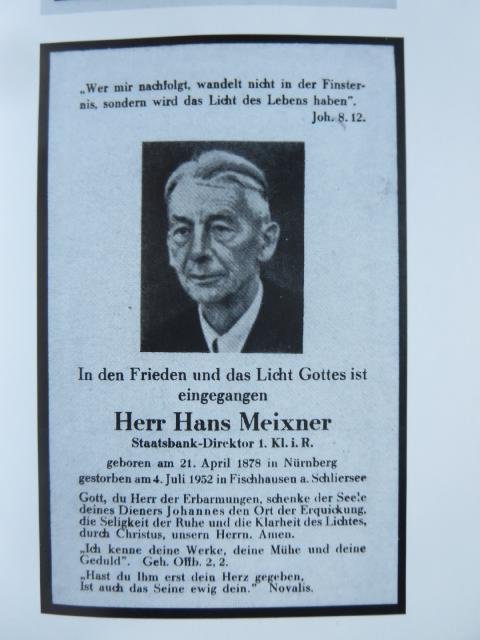 „Wer mir nachfolgt, wandelt nicht in der Finster-
nis, sondern wird das Licht des Lebens haben".
Joh. 8. 12.
In den Frieden und das Licht Gottes ist
eingegangen
Herr Hans Meixner
Staatsbank-Direktor 1. Kl. i. R.
geboren am 21. April 1878 in Nürnberg
gestorben am 4. Juli 1952 in Fischhausen a. Schliersee
Gott, du Herr der Erbarmungen, schenke der Seele
deines Dieners Johannes den Ort der Erquickung,
die Seligkeit der Ruhe und die Klarheit des Lichtes,
durch Christus, unsern Herrn. Amen.
„Ich kenne deine Werke, deine Mühe und deine
Geduld". Geh. Offb. 2, 2.
„Hast du Ihm erst dein Herz gegeben,
Ist auch das Seine ewig dein." Novalis.